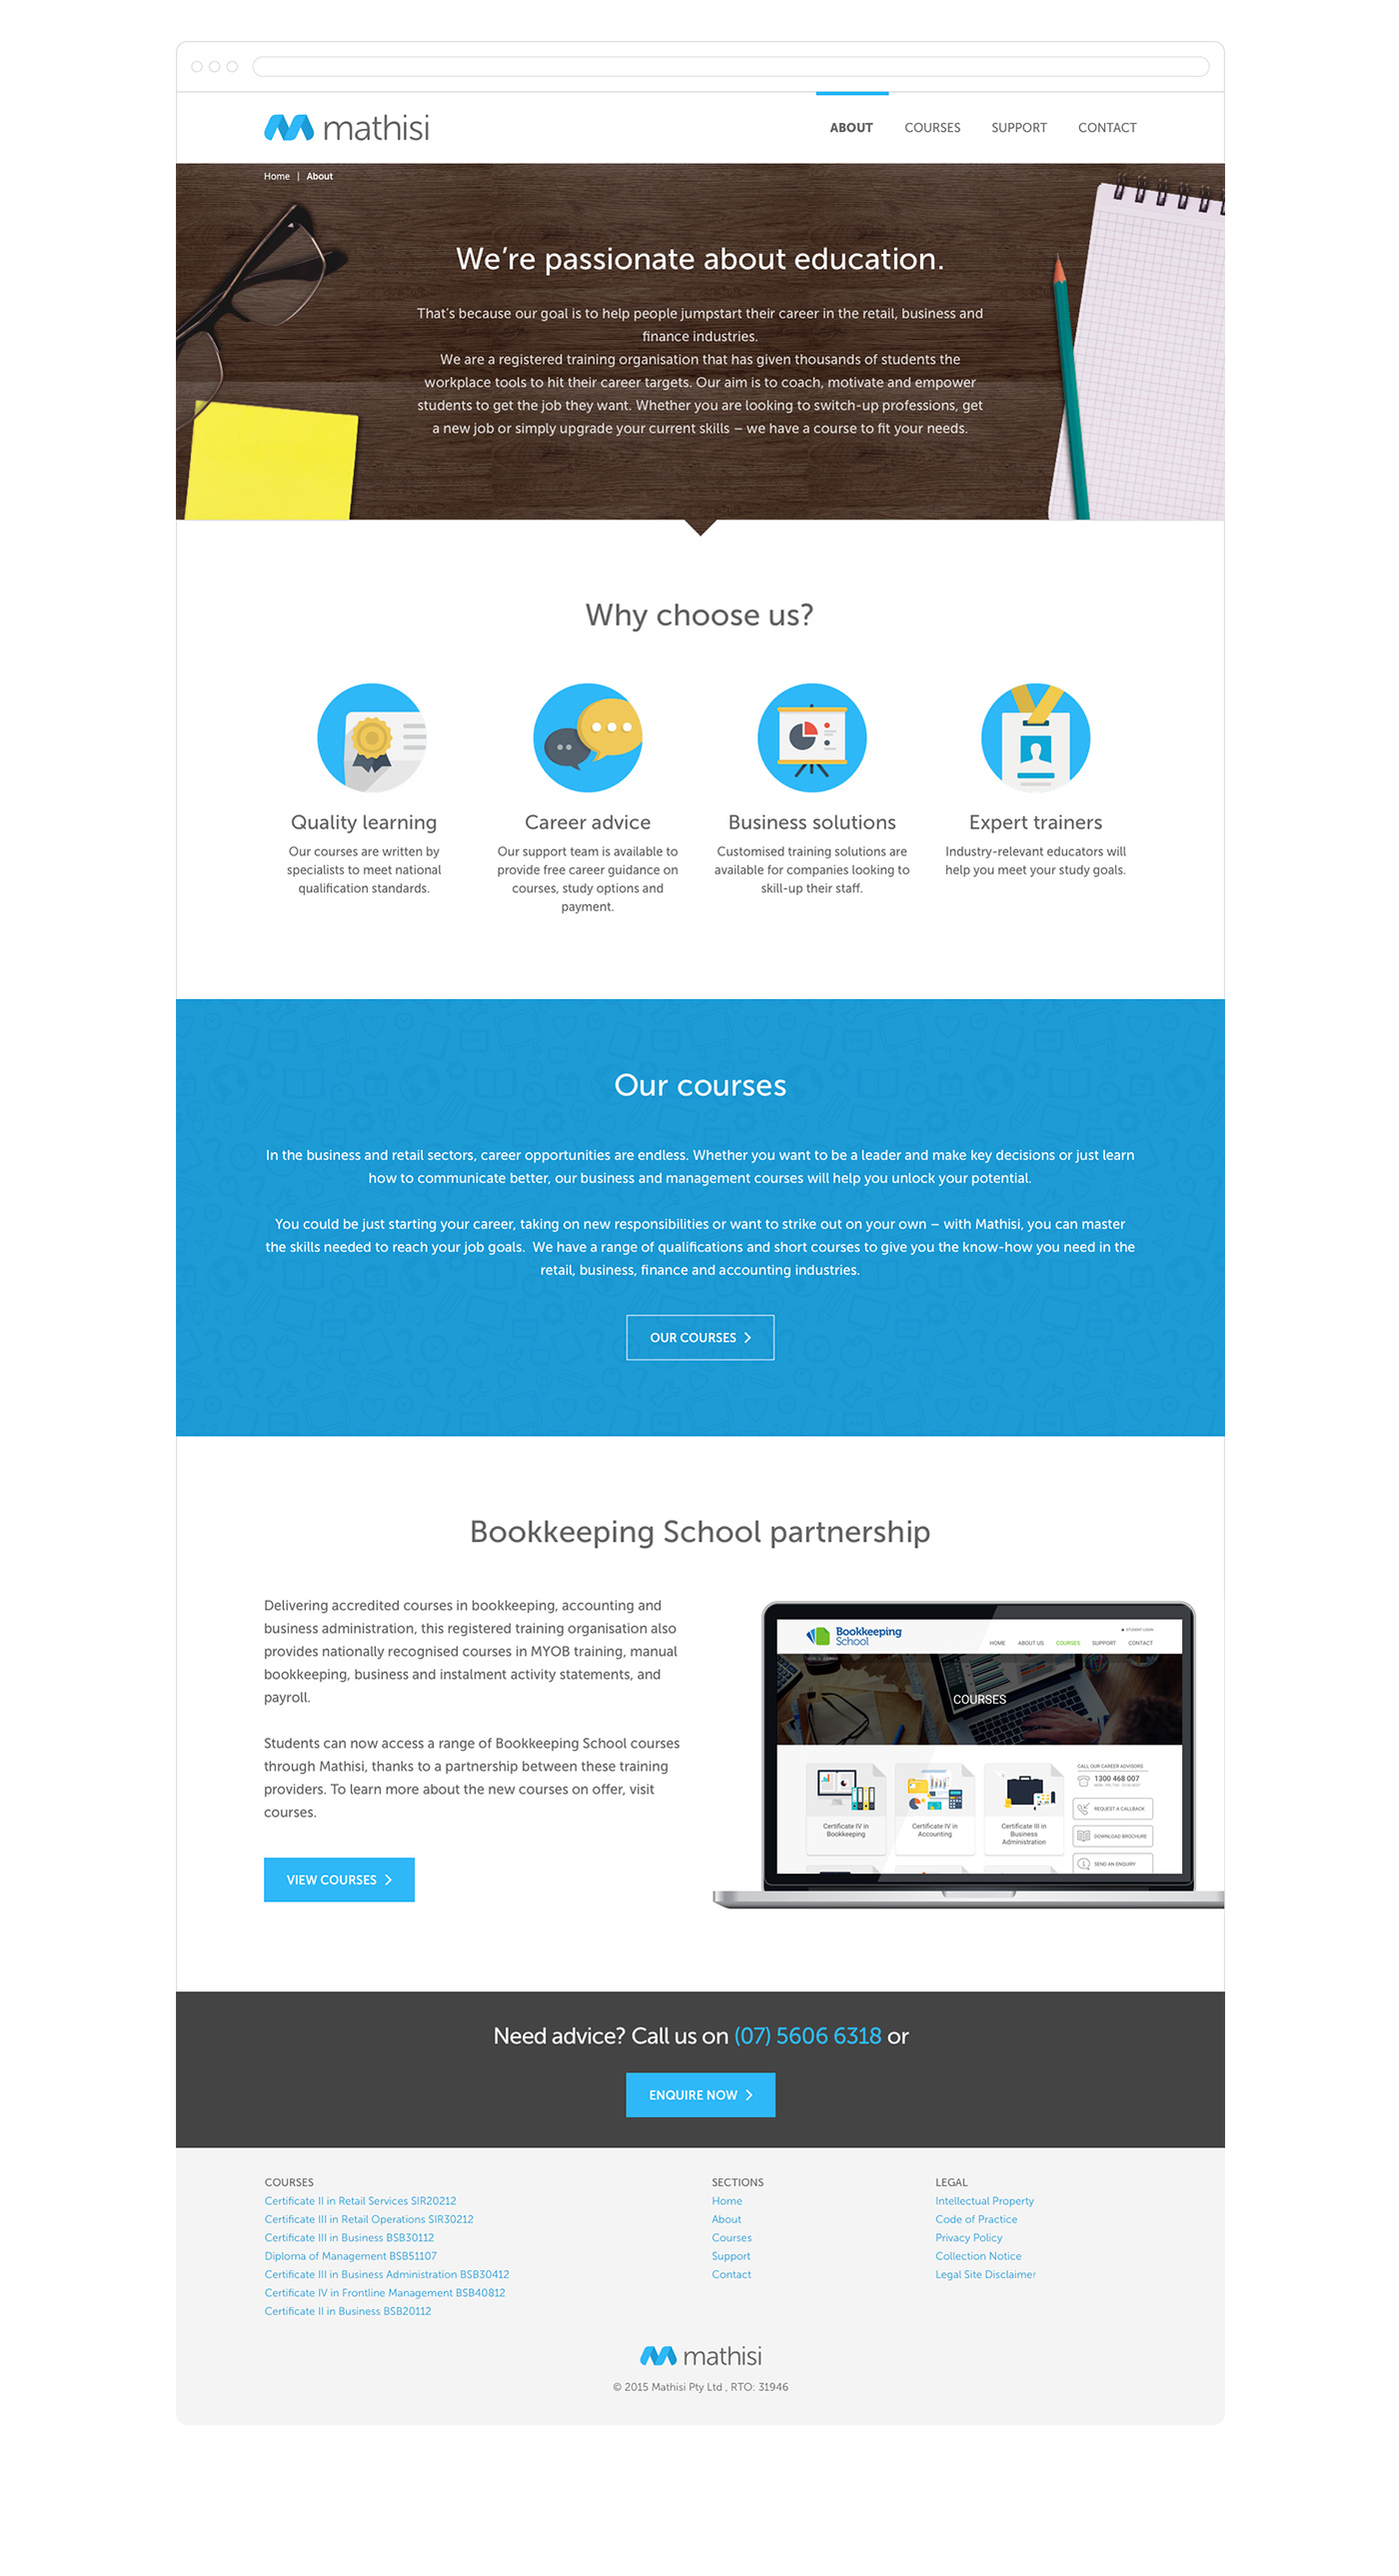 mathisi
ABOUT COURSES SUPPORT CONTACT
Home | About
We're passionate about education.
That's because our goal is to help people jumpstart their career in the retail, business and
finance industries.
We are a registered training organisation that has given thousands of students the
workplace tools to hit their career targets. Our aim is to coach, motivate and empower
students to get the job they want. Whether you are looking to switch-up professions, get
a new job or simply upgrade your current skills – we have a course to fit your needs.
Why choose us?
Quality learning
Our courses are written by
specialists to meet national
qualification standards.
Career advice
Our support team is available to
provide free career guidance on
courses, study options and
payment.
Business solutions
Customised training solutions are
available for companies looking to
skill-up their staff.
Expert trainers
Industry-relevant educators will
help you meet your study goals.
Our courses
In the business and retail sectors, career opportunities are endless. Whether you want to be a leader and make key decisions or just learn
how to communicate better, our business and management courses will help you unlock your potential.
You could be just starting your career, taking on new responsibilities or want to strike out on your own – with Mathisi, you can master
the skills needed to reach your job goals. We have a range of qualifications and short courses to give you the know-how you need in the
retail, business, finance and accounting industries.
OUR COURSES
Bookkeeping School partnership
Delivering accredited courses in bookkeeping, accounting and
business administration, this registered training organisation also
provides nationally recognised courses in MYOB training, manual
bookkeeping, business and instalment activity statements, and
payroll.
Students can now access a range of Bookkeeping School courses
through Mathisi, thanks to a partnership between these training
providers. To learn more about the new courses on offer, visit
courses.
VIEW COURSES
Bookkeeping
School
STUDENT LOGIN
HOME ABOUT US COURSES SUPPORT CONTACT
COURSES
Certificate IV in
Bookkeeping
Certificate IV in
Accounting
Certificate III in
Business
Administration
CALL OUR CAREER ADVISORS
1300 468 007
REQUEST A CALLBACK
DOWNLOAD BROCHURE
SEND AN ENQUIRY
Need advice? Call us on (07) 5606 6318 or
ENQUIRE NOW
COURSES
Certificate II in Retail Services SIR20212
Certificate III in Retail Operations SIR30212
Certificate III in Business BSB30112
Diploma of Management BSB51107
Certificate III in Business Administration BSB30412
Certificate IV in Frontline Management BSB40812
Certificate II in Business BSB20112
SECTIONS
Home
About
Courses
Support
Contact
LEGAL
Intellectual Property
Code of Practice
Privacy Policy
Collection Notice
Legal Site Disclaimer
mathisi
© 2015 Mathisi Pty Ltd , RTO: 31946